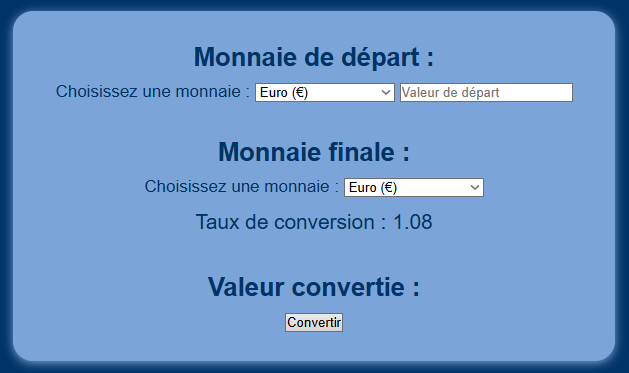 Monnaie de départ :
Choisissez une monnaie : Euro (€) Valeur de départ
Monnaie finale :
Choisissez une monnaie : Euro (€)
Taux de conversion : 1.08
Valeur convertie :
Convertir